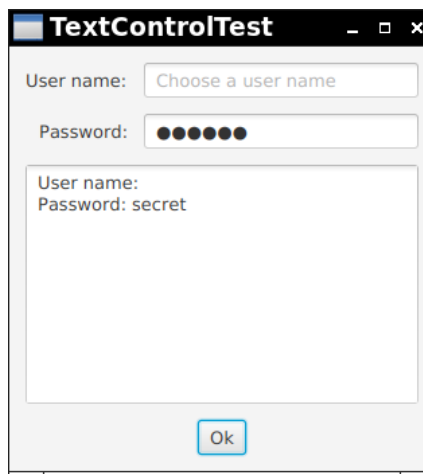 TextControlTest
User name: Choose a user name
Password: ●●●●●●
User name:
Password: secret
Ok